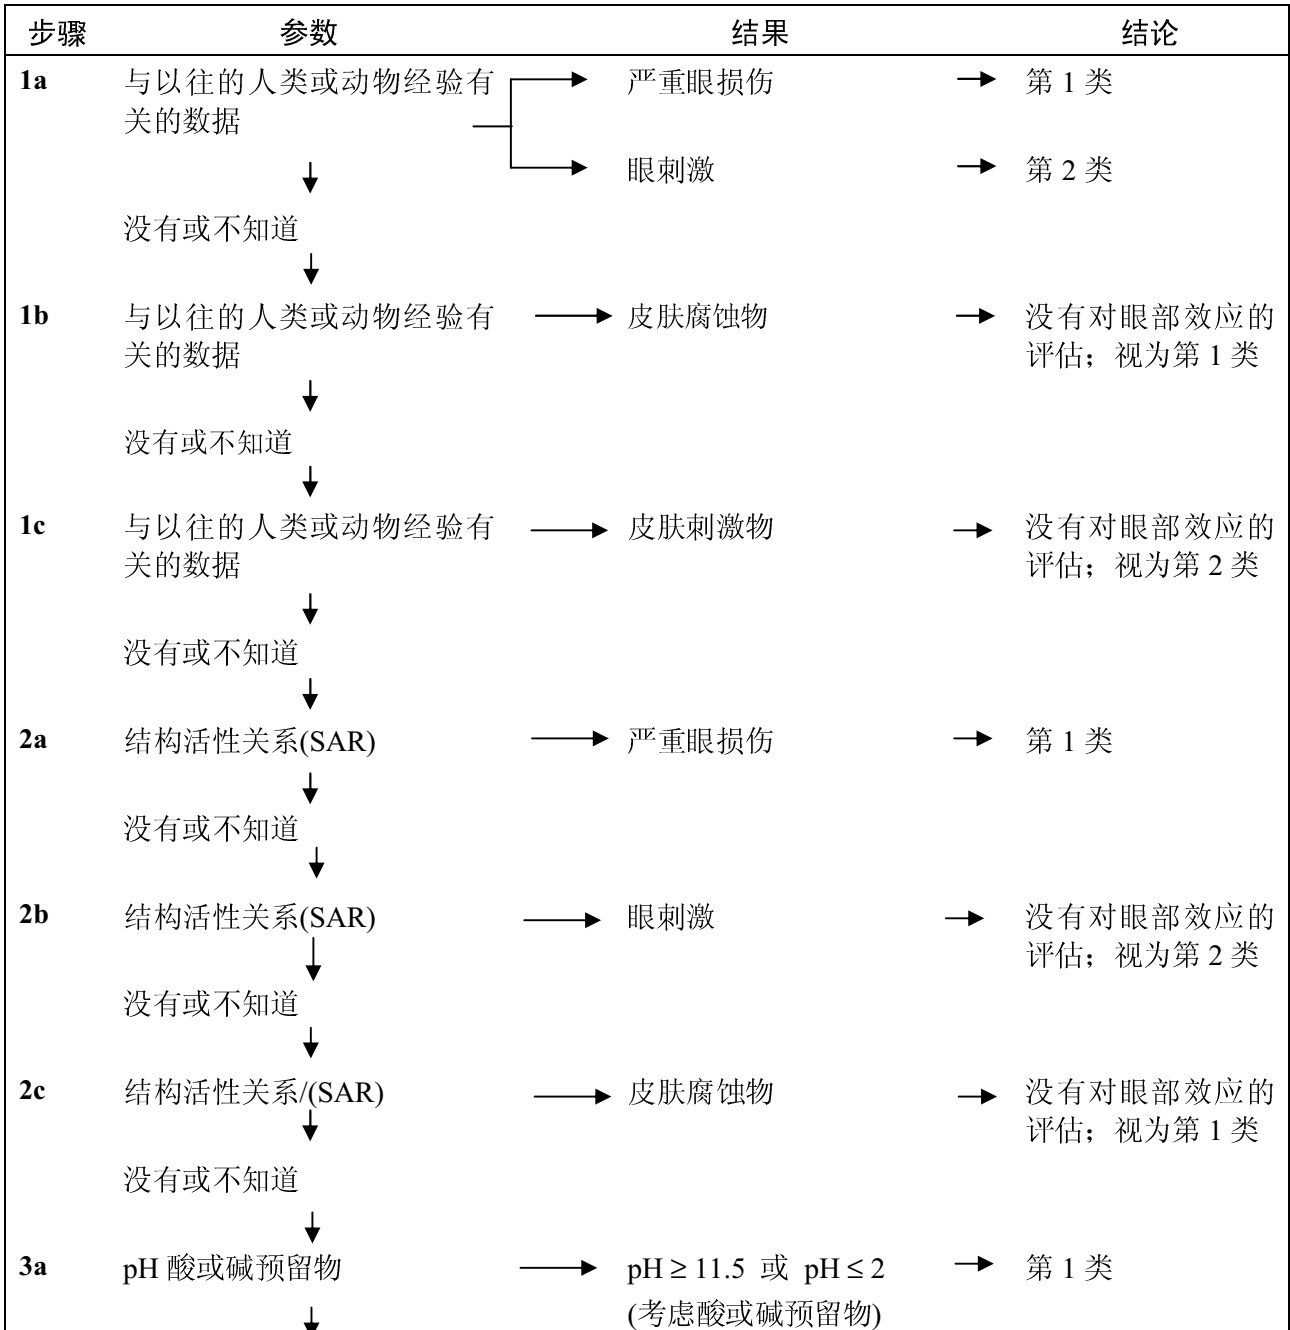 步骤 参数 结果 结论
1a 与以往的人类或动物经验有 严重眼损伤 第 1 类
关的数据
眼刺激 第 2 类
没有或不知道
1b 与以往的人类或动物经验有 皮肤腐蚀物 没有对眼部效应的
关的数据 评估；视为第 1 类
没有或不知道
1c 与以往的人类或动物经验有 皮肤刺激物 没有对眼部效应的
关的数据 评估；视为第 2 类
没有或不知道
2a 结构活性关系(SAR) 严重眼损伤 第 1 类
没有或不知道
2b 结构活性关系(SAR) 眼刺激 没有对眼部效应的
评估；视为第 2 类
没有或不知道
2c 结构活性关系/(SAR) 皮肤腐蚀物 没有对眼部效应的
评估；视为第 1 类
没有或不知道
3a pH 酸或碱预留物 pH ≥ 11.5 或 pH ≤ 2 第 1 类
(考虑酸或碱预留物)